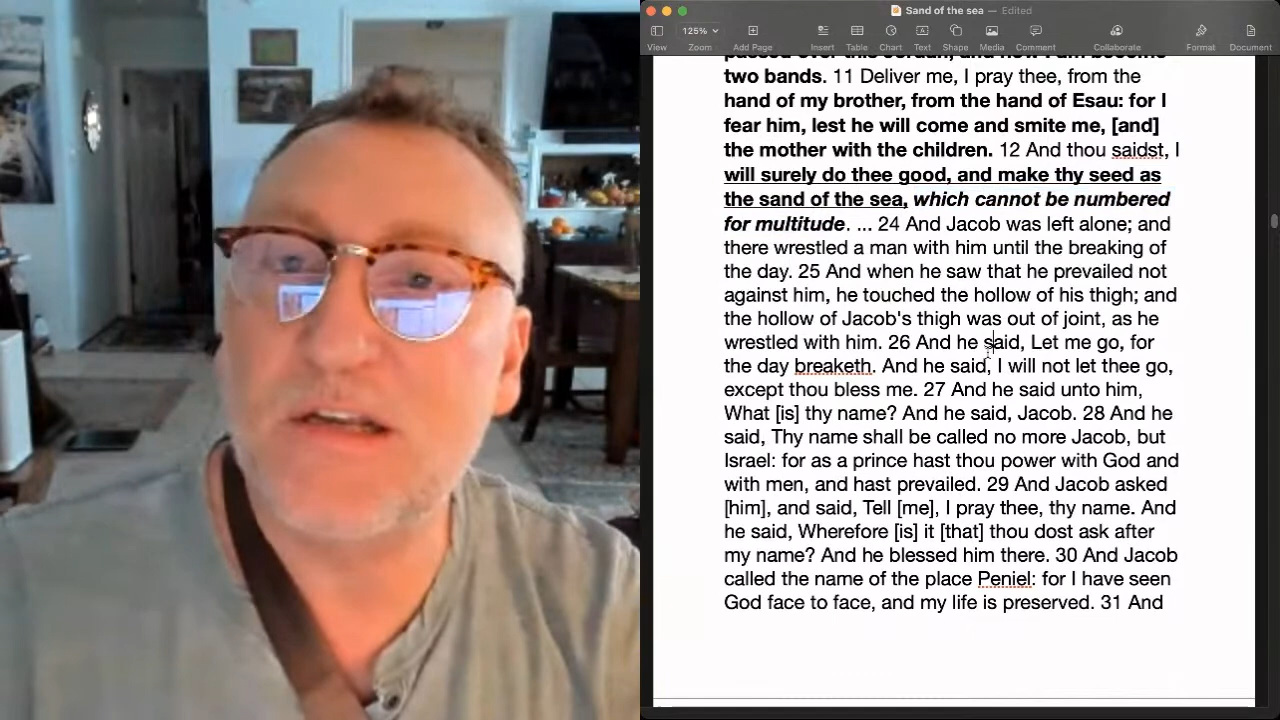 Sand of the sea — Edited
125%
View Zoom Add Page Insert Table Chart Text Shape Media Comment Collaborate Format Document
two bands. 11 Deliver me, I pray thee, from the
hand of my brother, from the hand of Esau: for I
fear him, lest he will come and smite me, [and]
the mother with the children. 12 And thou saidst, I
will surely do thee good, and make thy seed as
the sand of the sea, which cannot be numbered
for multitude. ... 24 And Jacob was left alone; and
there wrestled a man with him until the breaking of
the day. 25 And when he saw that he prevailed not
against him, he touched the hollow of his thigh; and
the hollow of Jacob's thigh was out of joint, as he
wrestled with him. 26 And he said, Let me go, for
the day breaketh. And he said, I will not let thee go,
except thou bless me. 27 And he said unto him,
What [is] thy name? And he said, Jacob. 28 And he
said, Thy name shall be called no more Jacob, but
Israel: for as a prince hast thou power with God and
with men, and hast prevailed. 29 And Jacob asked
[him], and said, Tell [me], I pray thee, thy name. And
he said, Wherefore [is] it [that] thou dost ask after
my name? And he blessed him there. 30 And Jacob
called the name of the place Peniel: for I have seen
God face to face, and my life is preserved. 31 And